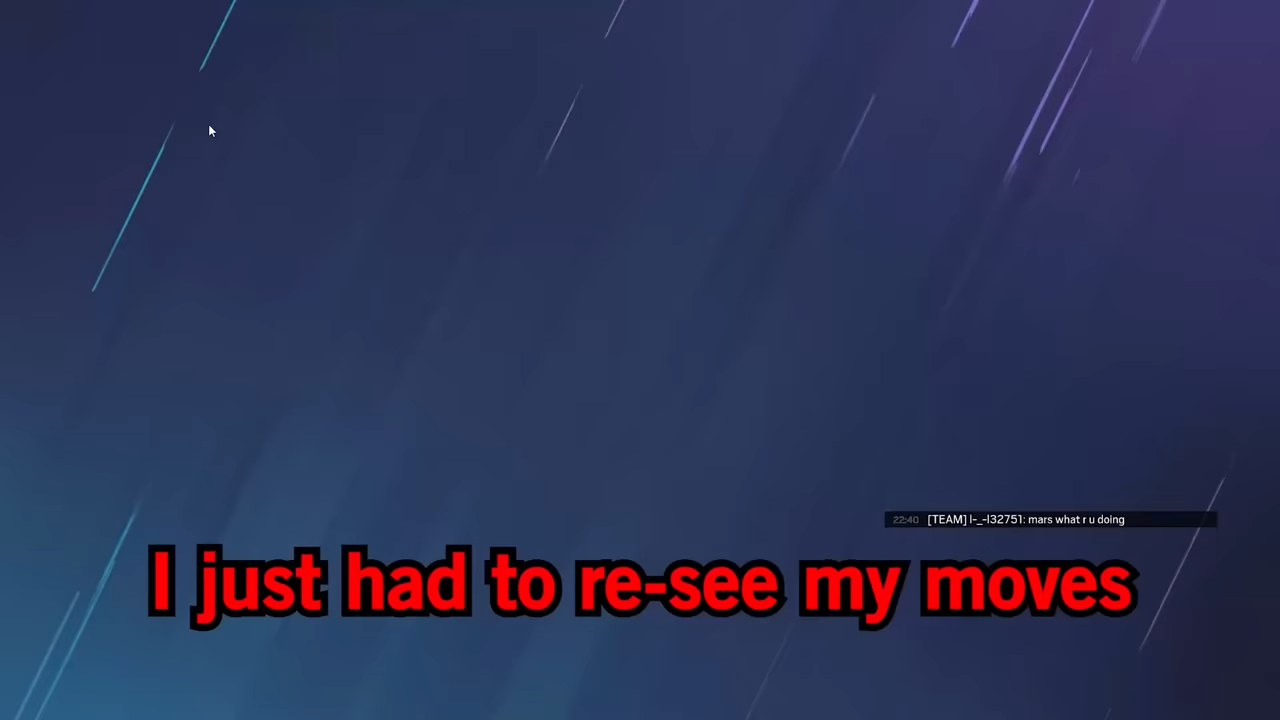 22:40 [TEAM] l-_-l32751: mars what r u doing
I just had to re-see my moves